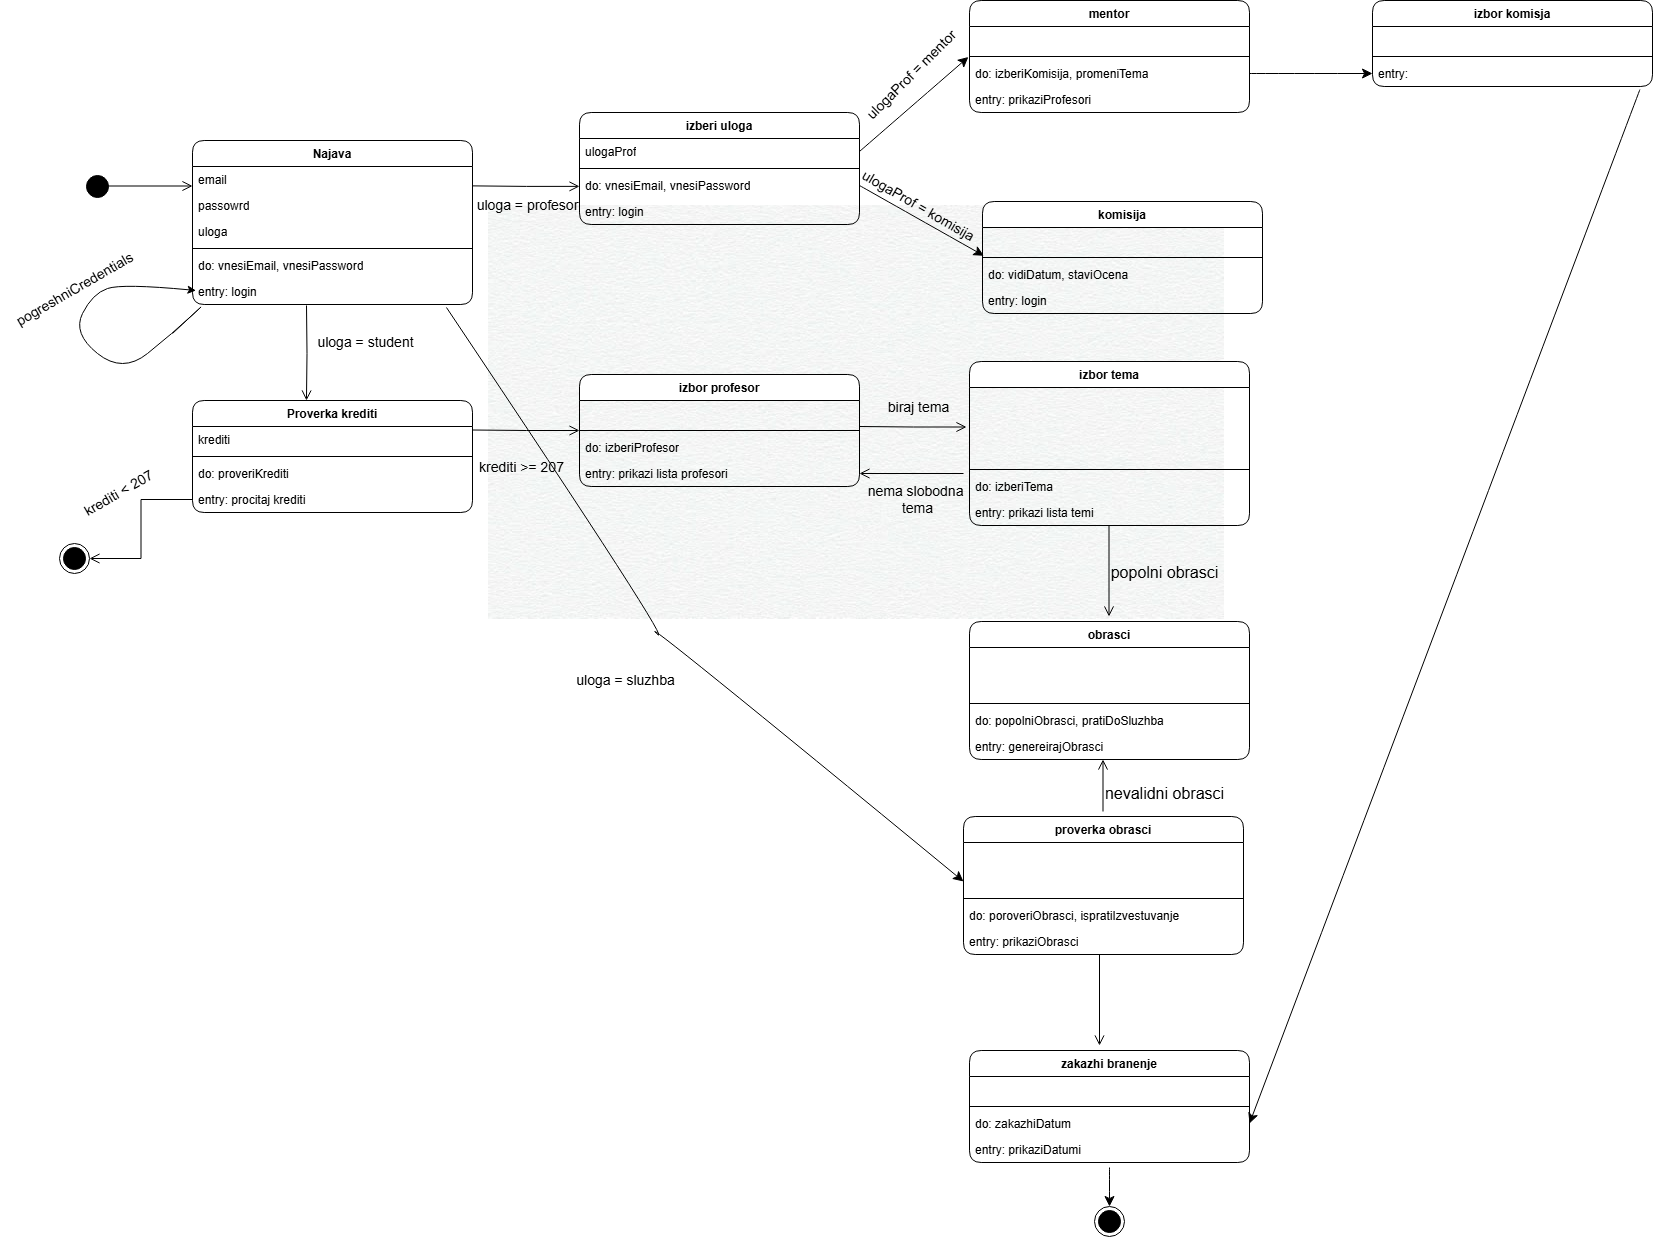 mentor
do: izberiKomisija, promeniTema
entry: prikaziProfesori
izbor komisja
entry:
ulogaProf = mentor
izberi uloga
ulogaProf
do: vnesiEmail, vnesiPassword
entry: login
Najava
email
passowrd
uloga
do: vnesiEmail, vnesiPassword
entry: login
uloga = profesor
ulogaProf = komisija
komisija
do: vidiDatum, staviOcena
entry: login
pogreshniCredentials
uloga = student
Proverka krediti
krediti
do: proveriKrediti
entry: procitaj krediti
krediti < 207
krediti >= 207
izbor profesor
do: izberiProfesor
entry: prikazi lista profesori
biraj tema
nema slobodna
tema
izbor tema
do: izberiTema
entry: prikazi lista temi
popolni obrasci
obrasci
do: popolniObrasci, pratiDoSluzhba
entry: genereirajObrasci
uloga = sluzhba
nevalidni obrasci
proverka obrasci
do: poroveriObrasci, ispratiIzvestuvanje
entry: prikaziObrasci
zakazhi branenje
do: zakazhiDatum
entry: prikaziDatumi